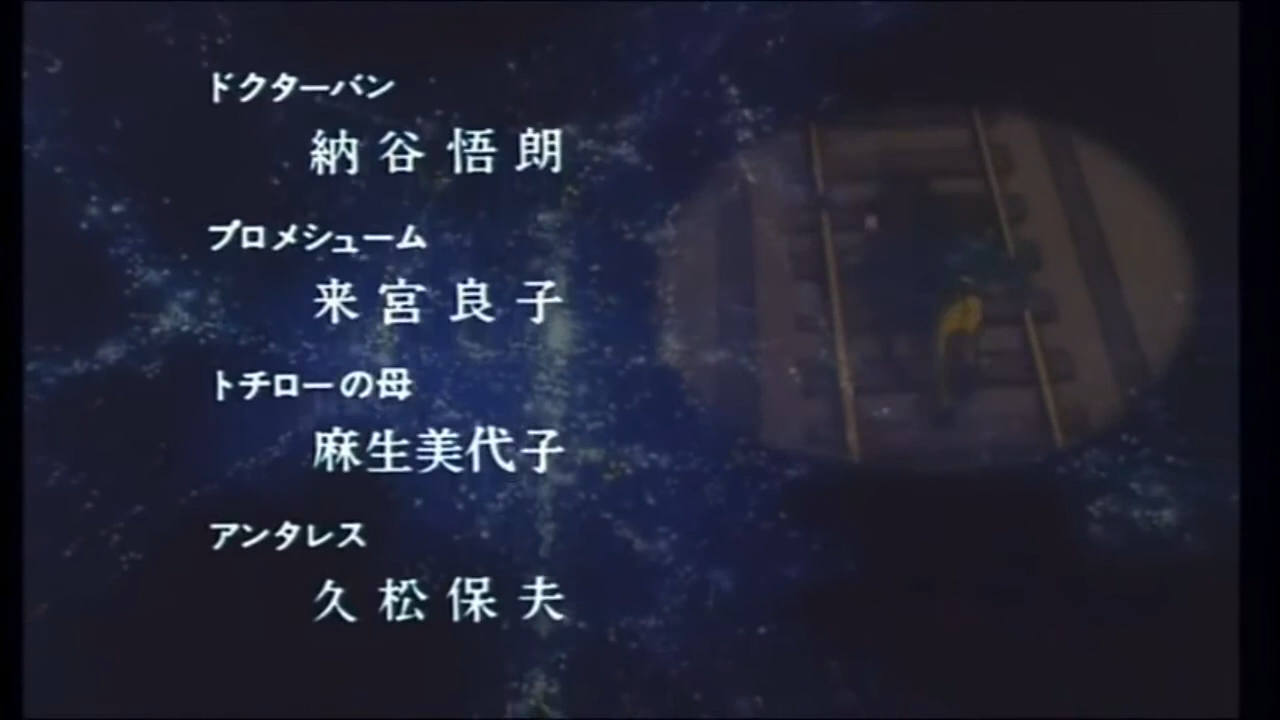 ドクターバン
納谷悟朗
プロメシューム
来宮良子
トチローの母
麻生美代子
アンタレス
久松保夫